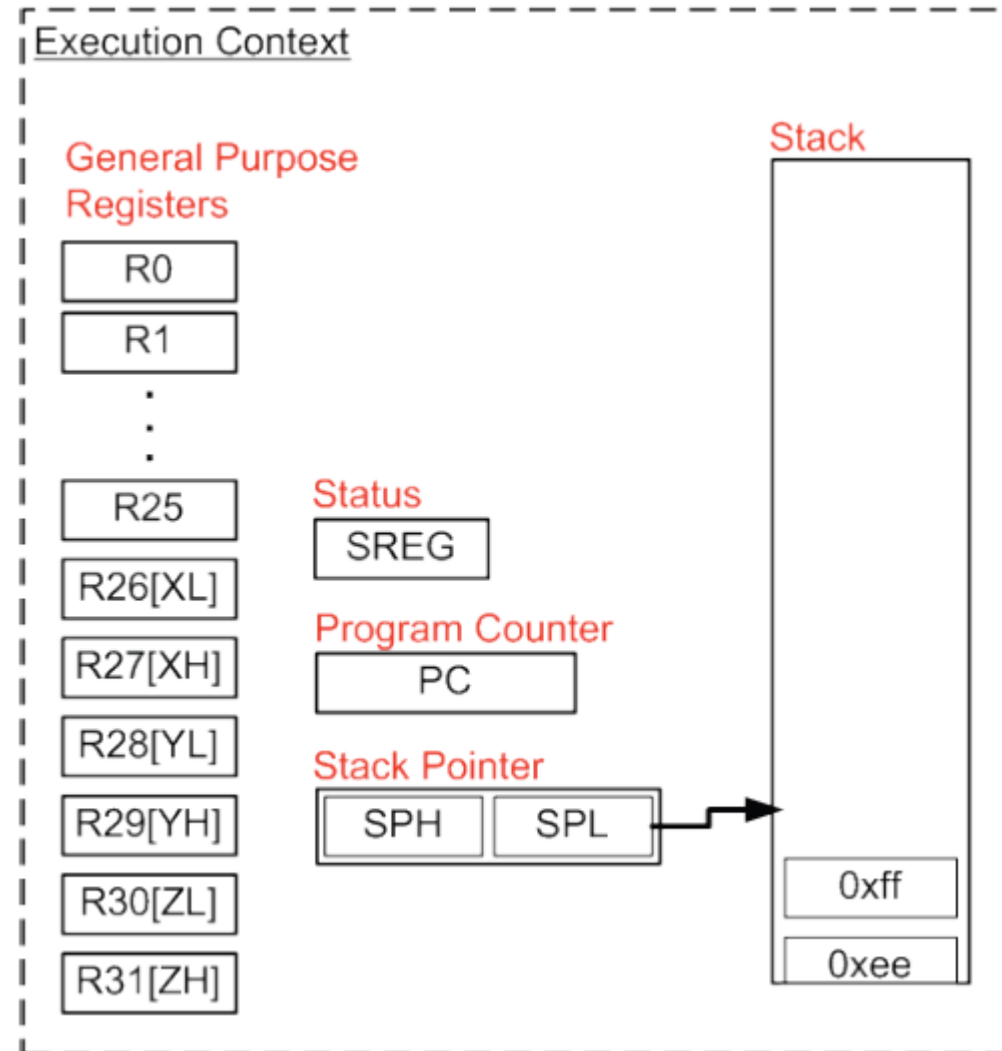 Execution Context
General Purpose
Registers
R0
R1
R25
R26[XL]
R27[XH]
R28[YL]
R29[YH]
R30[ZL]
R31[ZH]
Status
SREG
Program Counter
PC
Stack Pointer
SPH SPL
Stack
0xff
0xee